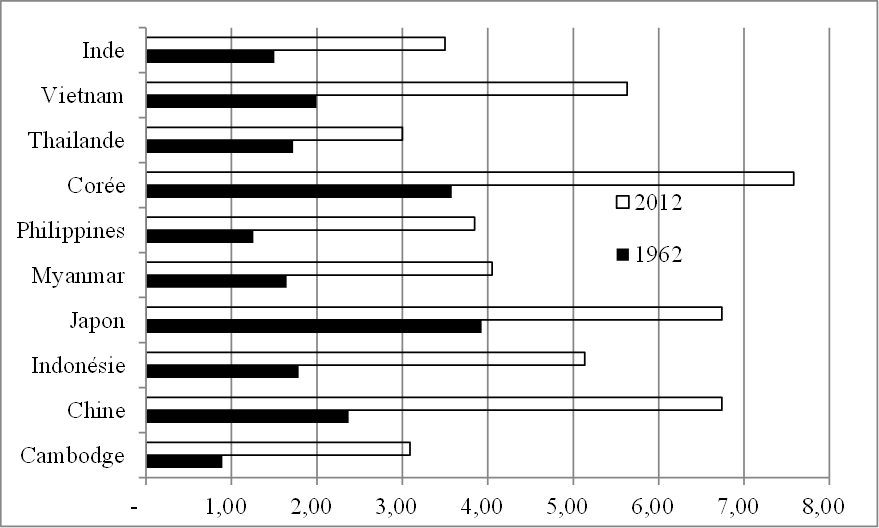 Inde
Vietnam
Thailande
Corée
2012
Philippines
1962
Myanmar
Japon
Indonésie
Chine
Cambodge
- 1,00 2,00 3,00 4,00 5,00 6,00 7,00 8,00